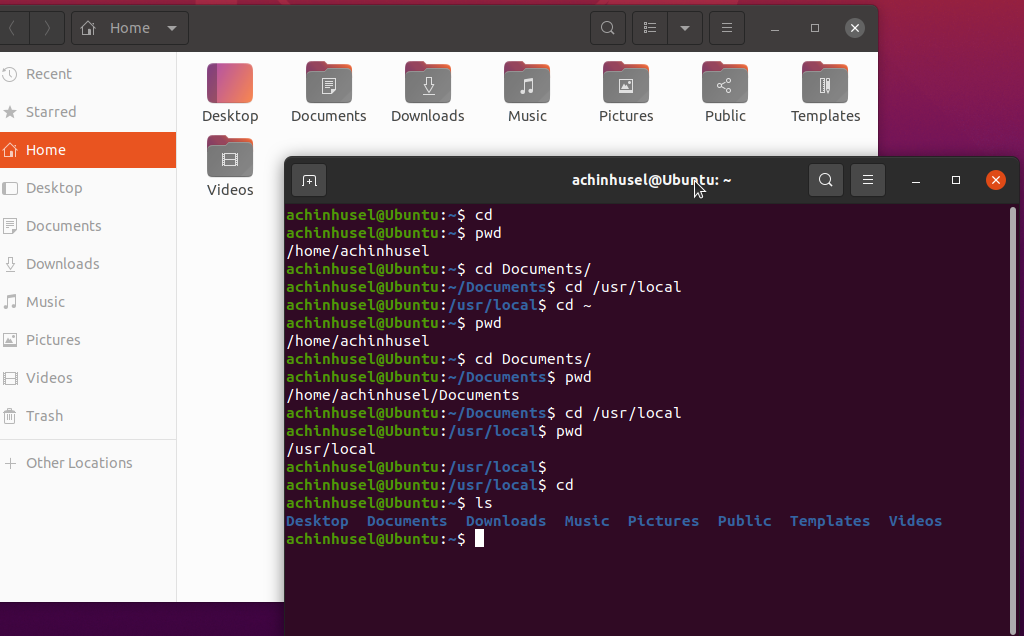 Home
Recent
Starred
Home
Desktop
Documents
Downloads
Music
Pictures
Videos
Trash
Other Locations
Desktop Documents Downloads Music Pictures Public Templates
Videos
achinhusel@Ubuntu: ~
achinhusel@Ubuntu:~$ cd
achinhusel@Ubuntu:~$ pwd
/home/achinhusel
achinhusel@Ubuntu:~$ cd Documents/
achinhusel@Ubuntu:~/Documents$ cd /usr/local
achinhusel@Ubuntu:/usr/local$ cd ~
achinhusel@Ubuntu:~$ pwd
/home/achinhusel
achinhusel@Ubuntu:~$ cd Documents/
achinhusel@Ubuntu:~/Documents$ pwd
/home/achinhusel/Documents
achinhusel@Ubuntu:~/Documents$ cd /usr/local
achinhusel@Ubuntu:/usr/local$ pwd
/usr/local
achinhusel@Ubuntu:/usr/local$
achinhusel@Ubuntu:/usr/local$ cd
achinhusel@Ubuntu:~$ ls
Desktop Documents Downloads Music Pictures Public Templates Videos
achinhusel@Ubuntu:~$